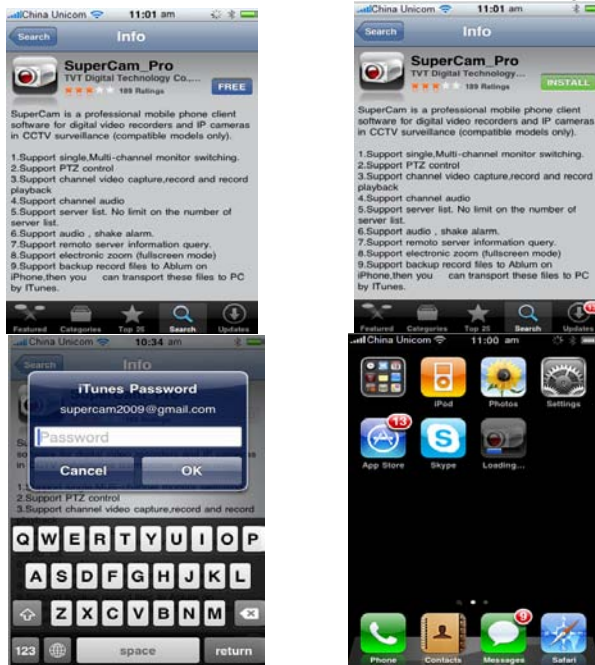 China Unicom 11:01 am
Search Info
SuperCam_Pro
TVT Digital Technology Co.,...
189 Ratings
FREE
SuperCam is a professional mobile phone client
software for digital video recorders and IP cameras
in CCTV surveillance (compatible models only).
1.Support single,Multi-channel monitor switching.
2.Support PTZ control
3.Support channel video capture,record and record
playback
4.Support channel audio
5.Support server list. No limit on the number of
server list.
6.Support audio , shake alarm.
7.Support remoto server information query.
8.Support electronic zoom (fullscreen mode)
9.Support backup record files to Ablum on
iPhone,then you can transport these files to PC
by ITunes.
Featured Categories Top 25 Search Updates
China Unicom 11:01 am
Search Info
SuperCam_Pro
TVT Digital Technology...
189 Ratings
INSTALL
SuperCam is a professional mobile phone client
software for digital video recorders and IP cameras
in CCTV surveillance (compatible models only).
1.Support single,Multi-channel monitor switching.
2.Support PTZ control
3.Support channel video capture,record and record
playback
4.Support channel audio
5.Support server list. No limit on the number of
server list.
6.Support audio , shake alarm.
7.Support remoto server information query.
8.Support electronic zoom (fullscreen mode)
9.Support backup record files to Ablum on
iPhone,then you can transport these files to PC
by ITunes.
Featured Categories Top 25 Search Updates
China Unicom 10:34 am
Search Info
iTunes Password
supercam2009@gmail.com
Password
Cancel OK
2.Support PTZ control
3.Support channel video capture,record and record
Q W E R T Y U I O P
A S D F G H J K L
Z X C V B N M
123 space return
China Unicom 11:00 am
iPod Photos Settings
13
App Store Skype Loading...
9
Phone Contacts Messages Safari